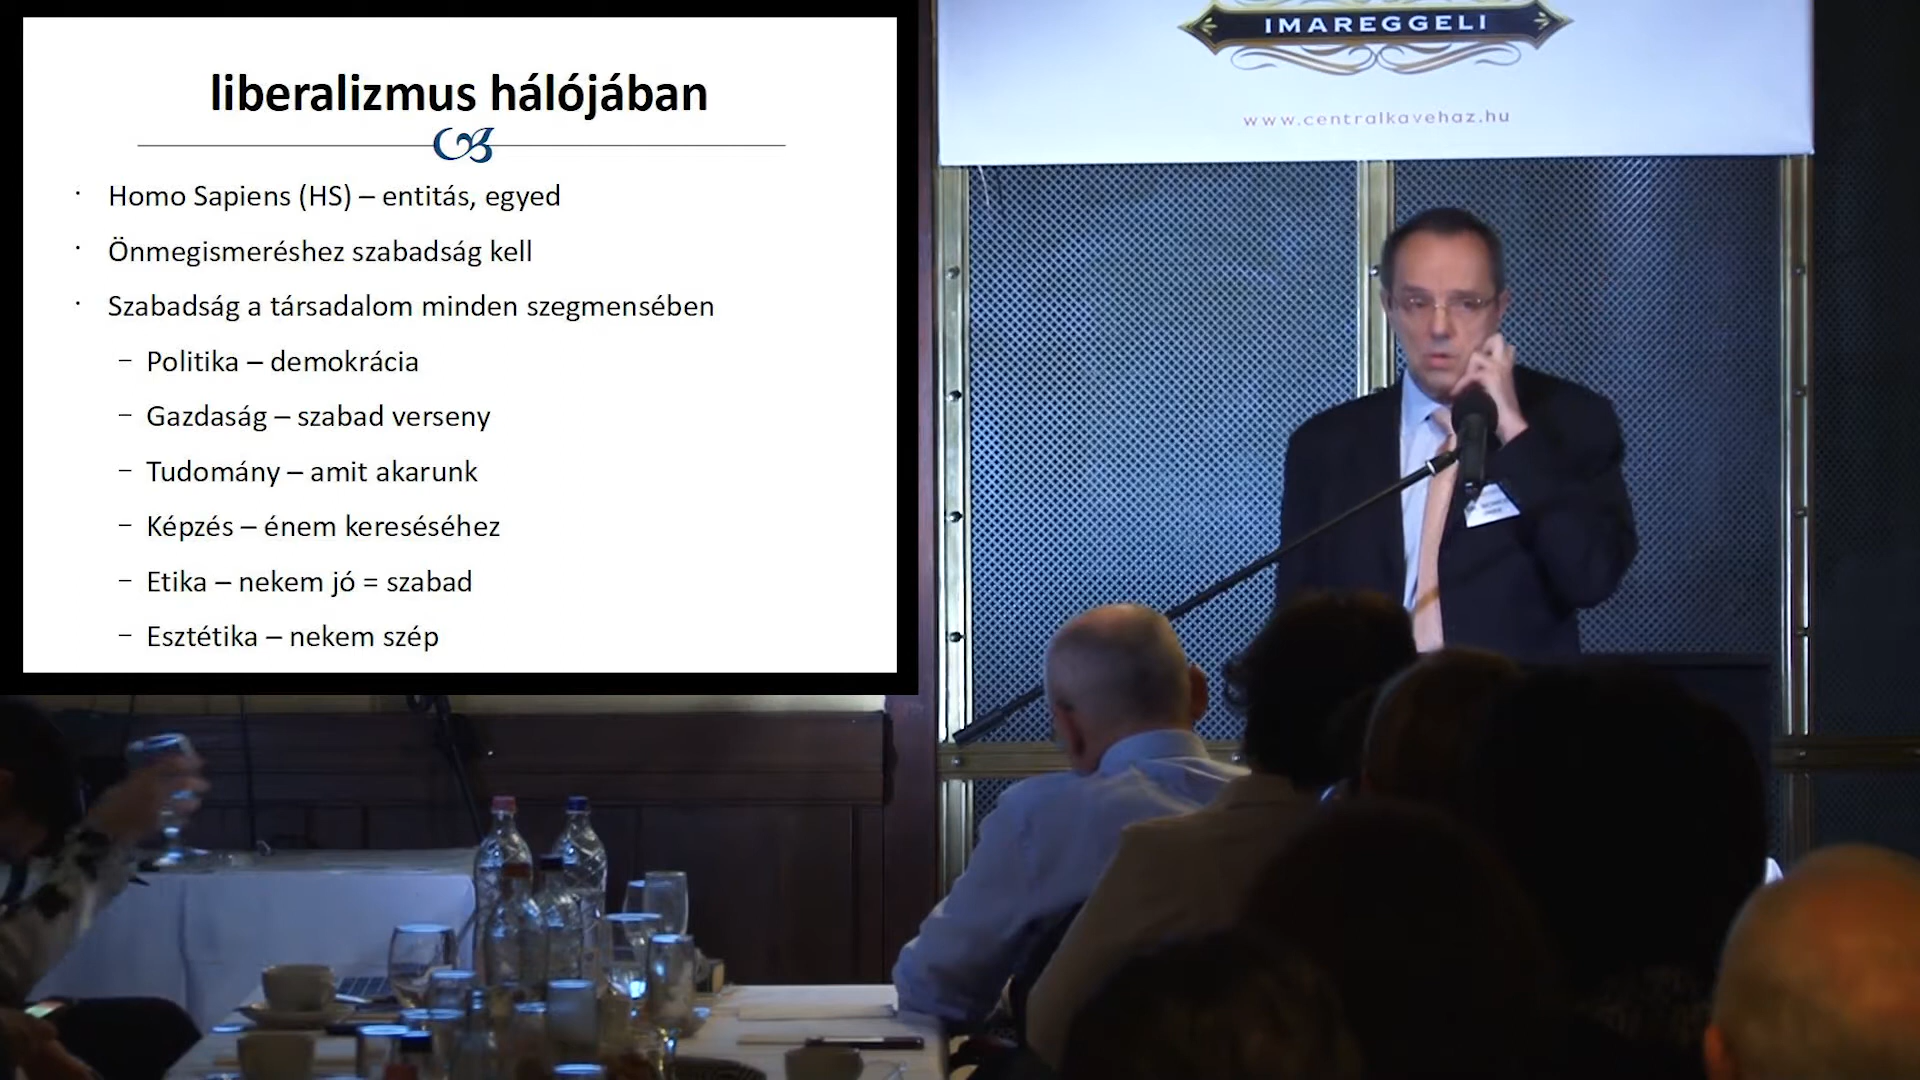 liberalizmus hálójában
· Homo Sapiens (HS) – entitás, egyed
· Önmegismeréshez szabadság kell
· Szabadság a társadalom minden szegmensében
– Politika – demokrácia
– Gazdaság – szabad verseny
– Tudomány – amit akarunk
– Képzés – énem kereséséhez
– Etika – nekem jó = szabad
– Esztétika – nekem szép
IMAREGGELI
www.centralkavehaz.hu